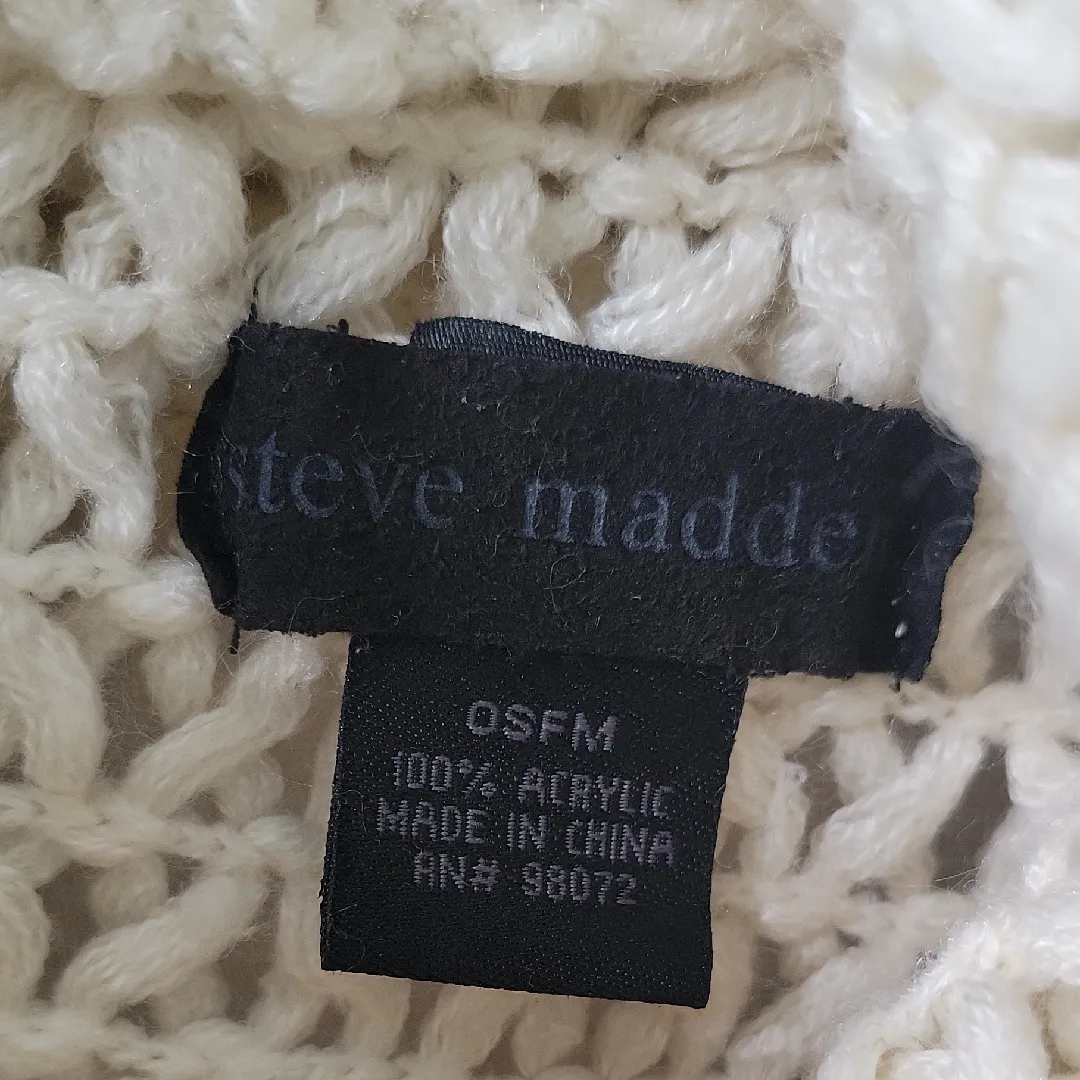 steve madde
OSFM
100% ACRYLIC
MADE IN CHINA
RN# 98072